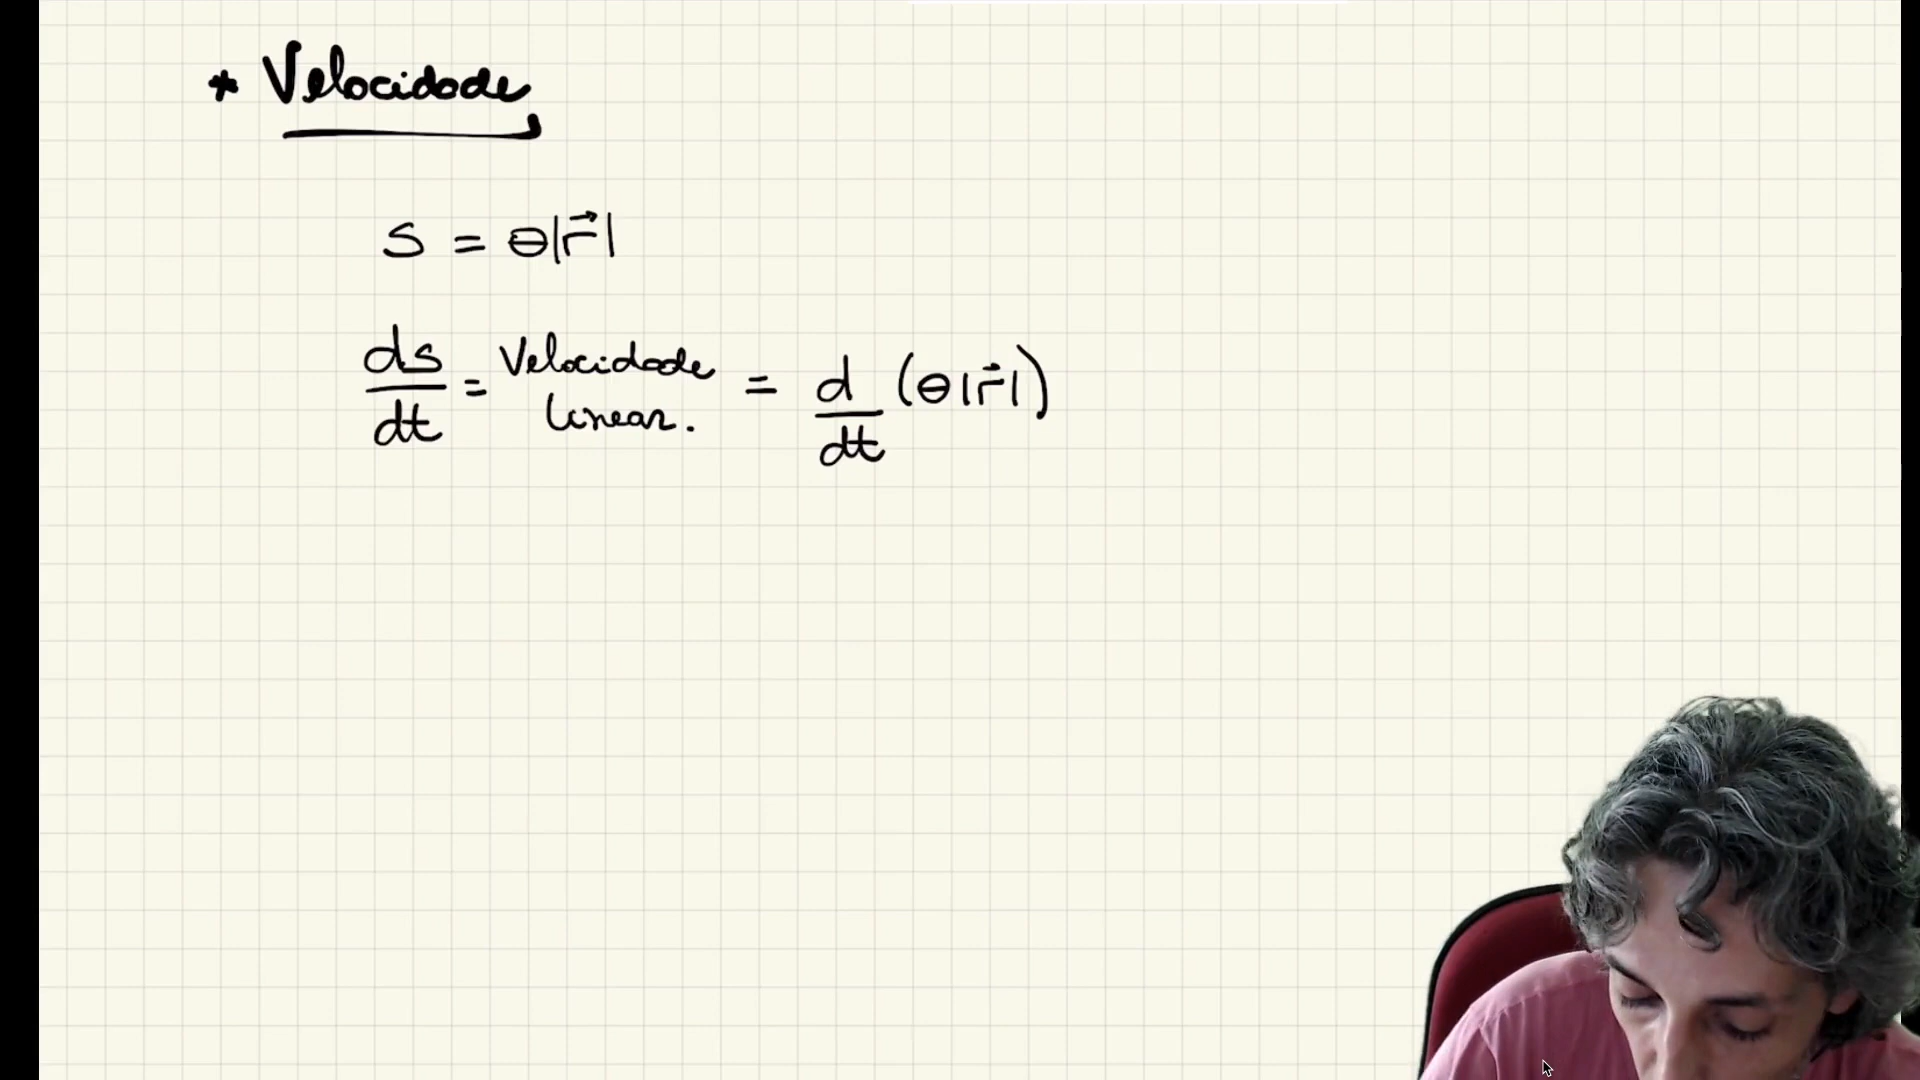 * Velocidade
s = θ|r⃗|
ds/dt = Velocidade linear. = d/dt (θ|r⃗|)